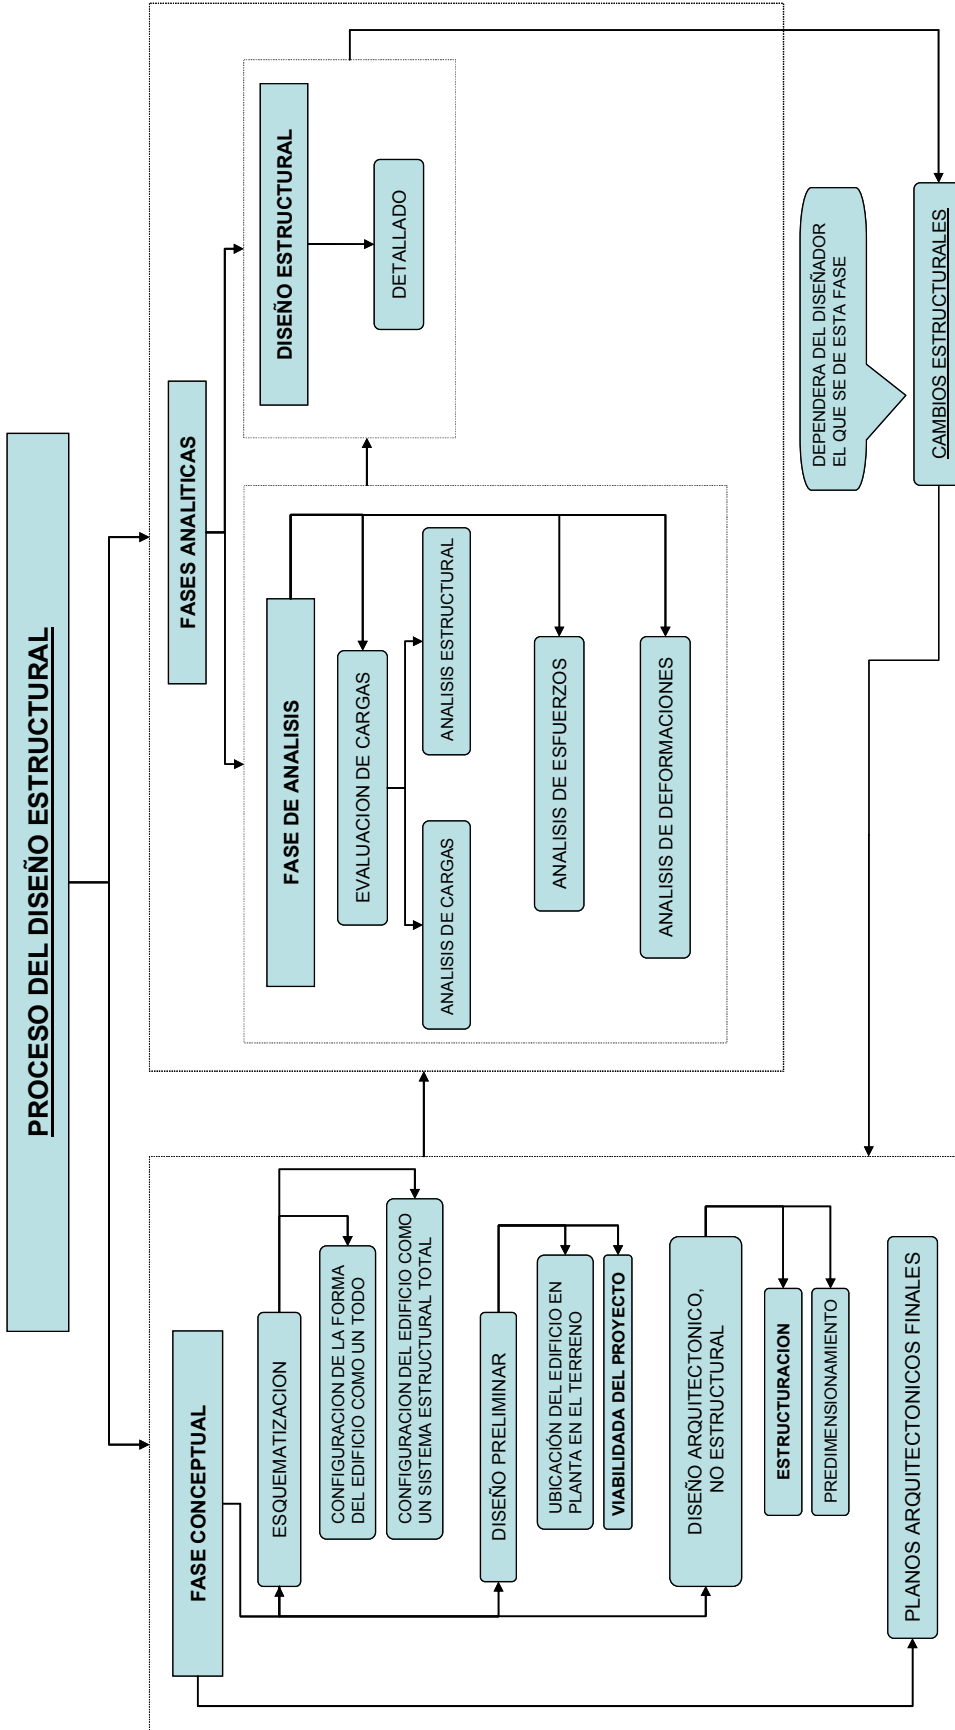 PROCESO DEL DISEÑO ESTRUCTURAL
FASE CONCEPTUAL
ESQUEMATIZACION
CONFIGURACION DE LA FORMA
DEL EDIFICIO COMO UN TODO
CONFIGURACION DEL EDIFICIO COMO
UN SISTEMA ESTRUCTURAL TOTAL
DISEÑO PRELIMINAR
UBICACIÓN DEL EDIFICIO EN
PLANTA EN EL TERRENO
VIABILIDADA DEL PROYECTO
DISEÑO ARQUITECTONICO,
NO ESTRUCTURAL
ESTRUCTURACION
PREDIMENSIONAMIENTO
PLANOS ARQUITECTONICOS FINALES
FASES ANALITICAS
FASE DE ANALISIS
EVALUACION DE CARGAS
ANALISIS DE CARGAS
ANALISIS ESTRUCTURAL
ANALISIS DE ESFUERZOS
ANALISIS DE DEFORMACIONES
DISEÑO ESTRUCTURAL
DETALLADO
DEPENDERA DEL DISEÑADOR
EL QUE SE DE ESTA FASE
CAMBIOS ESTRUCTURALES